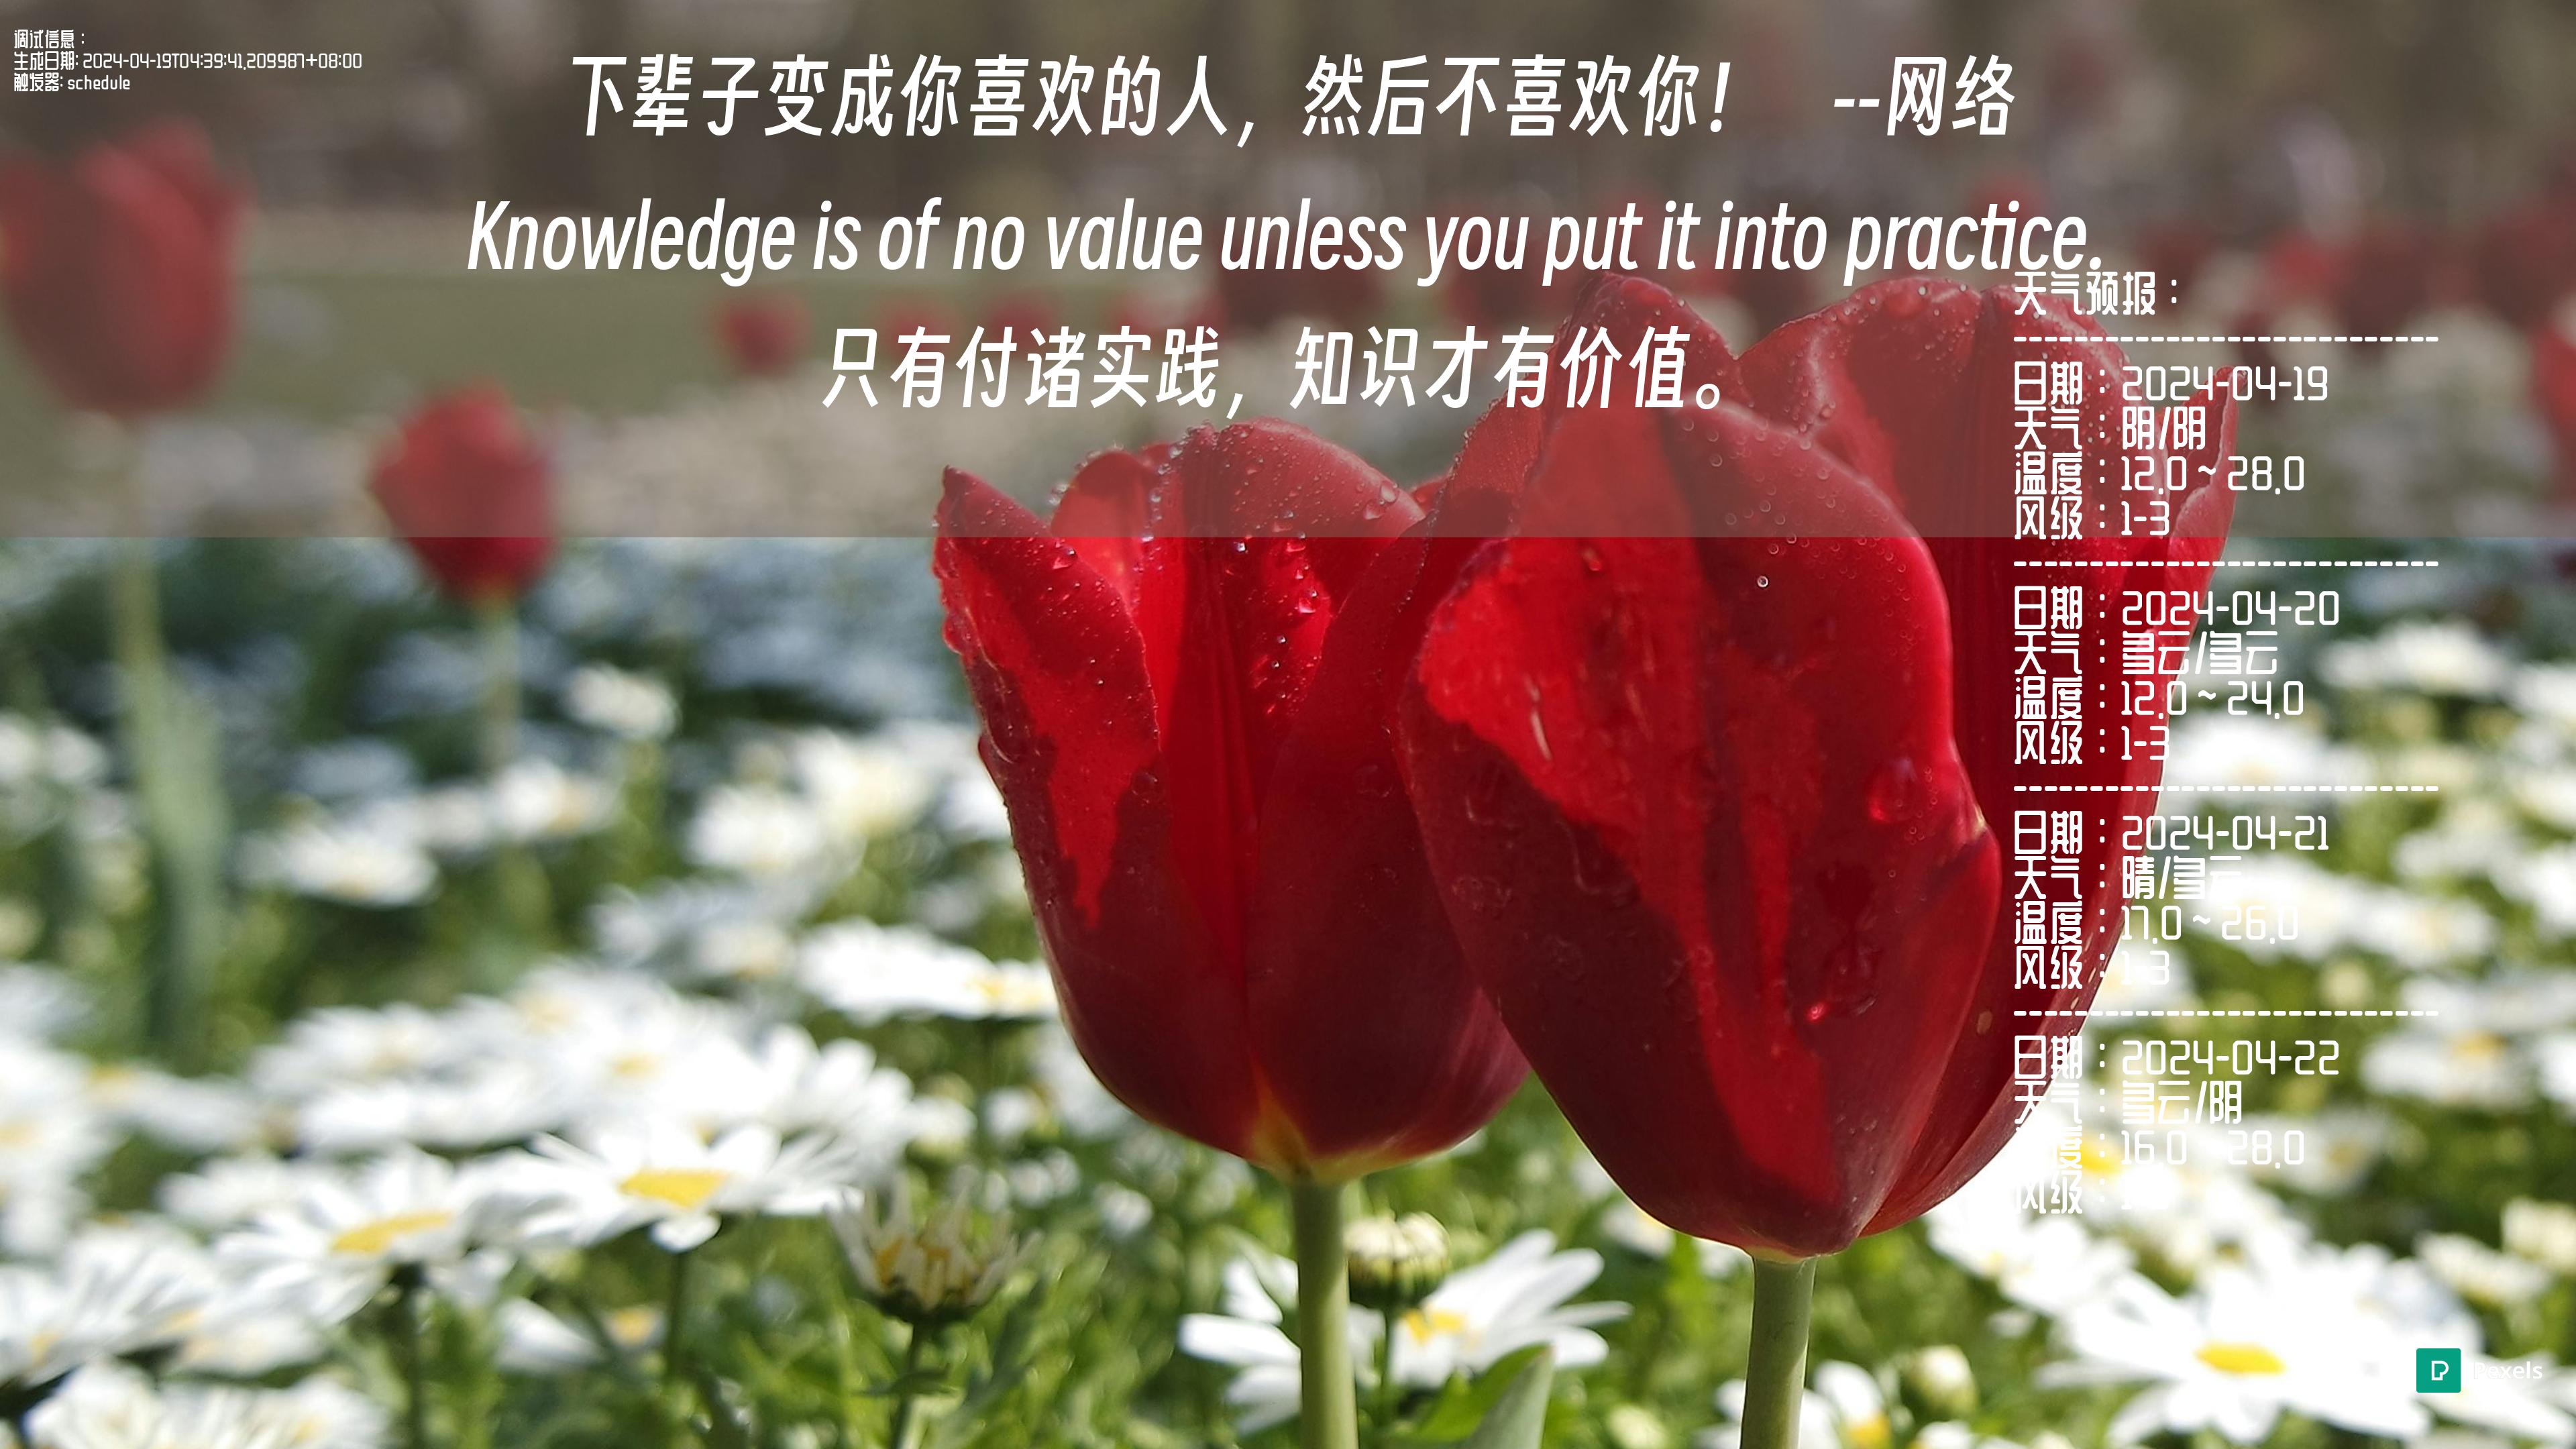 调试信息：
生成日期: 2024-04-19T04:39:41.209987+08:00
触发器: schedule
下辈子变成你喜欢的人，然后不喜欢你！ --网络
Knowledge is of no value unless you put it into practice.
只有付诸实践，知识才有价值。
天气预报：
------------------------------
日期：2024-04-19
天气：阴/阴
温度：12.0 ~ 28.0
风级：1-3
------------------------------
日期：2024-04-20
天气：多云/多云
温度：12.0 ~ 24.0
风级：1-3
------------------------------
日期：2024-04-21
天气：晴/多云
温度：17.0 ~ 26.0
风级：1-3
------------------------------
日期：2024-04-22
天气：多云/阴
温度：16.0 ~ 28.0
风级：
Pexels